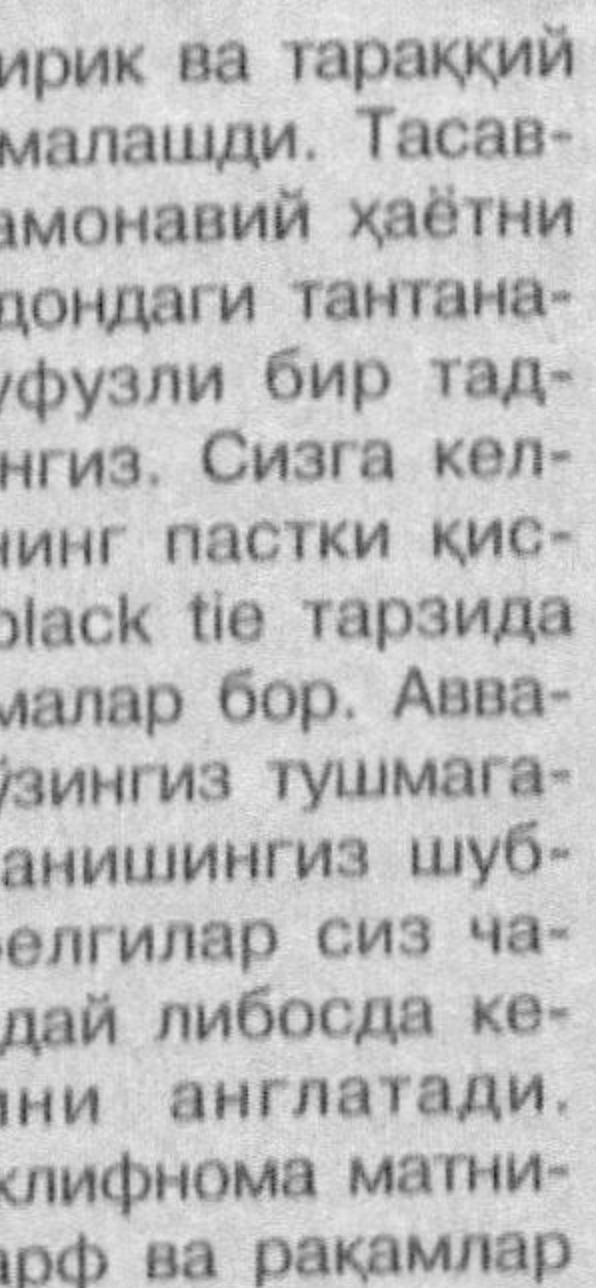 ирик ва тараққий
малашди. Тасав-
амонавий ҳаётни
дондаги тантана-
уфузли бир тад-
нгиз. Сизга кел-
нинг пастки қис-
black tie тарзида
малар бор. Авва-
ўзингиз тушмага-
анишингиз шуб-
елгилар сиз ча-
дай либосда ке-
ини англатади.
клифнома матни-
арф ва рақамлар